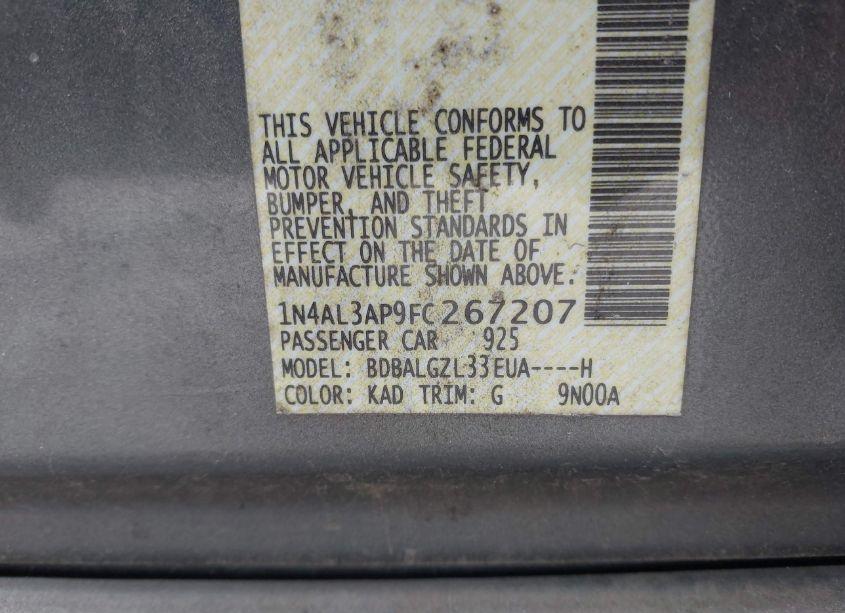 THIS VEHICLE CONFORMS TO
ALL APPLICABLE FEDERAL
MOTOR VEHICLE SAFETY,
BUMPER, AND THEFT
PREVENTION STANDARDS IN
EFFECT ON THE DATE OF
MANUFACTURE SHOWN ABOVE.
1N4AL3AP9FC267207
PASSENGER CAR 925
MODEL: BDBALGZL33EUA----H
COLOR: KAD TRIM: G 9N00A